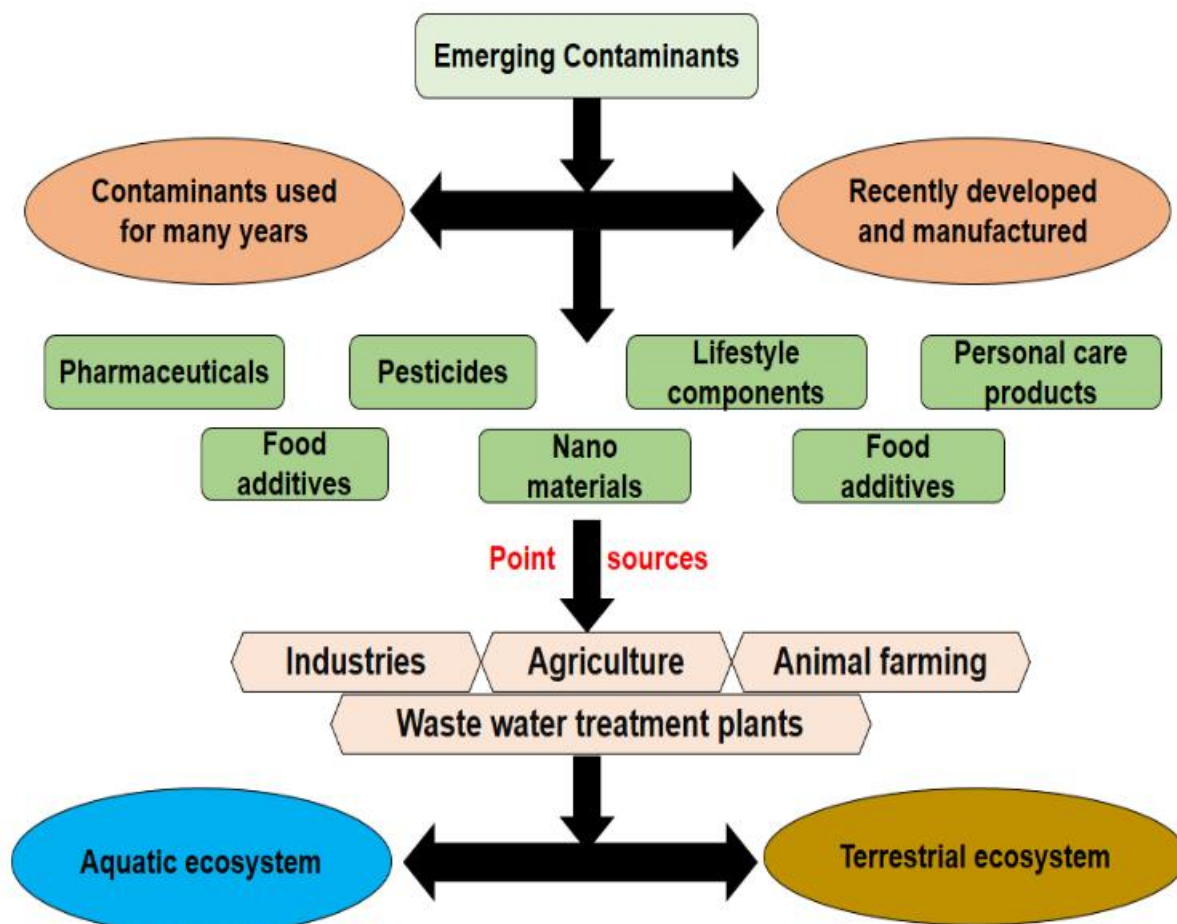 Emerging Contaminants
Contaminants used
for many years
Recently developed
and manufactured
Pharmaceuticals
Pesticides
Lifestyle
components
Personal care
products
Food
additives
Nano
materials
Food
additives
Point sources
Industries
Agriculture
Animal farming
Waste water treatment plants
Aquatic ecosystem
Terrestrial ecosystem